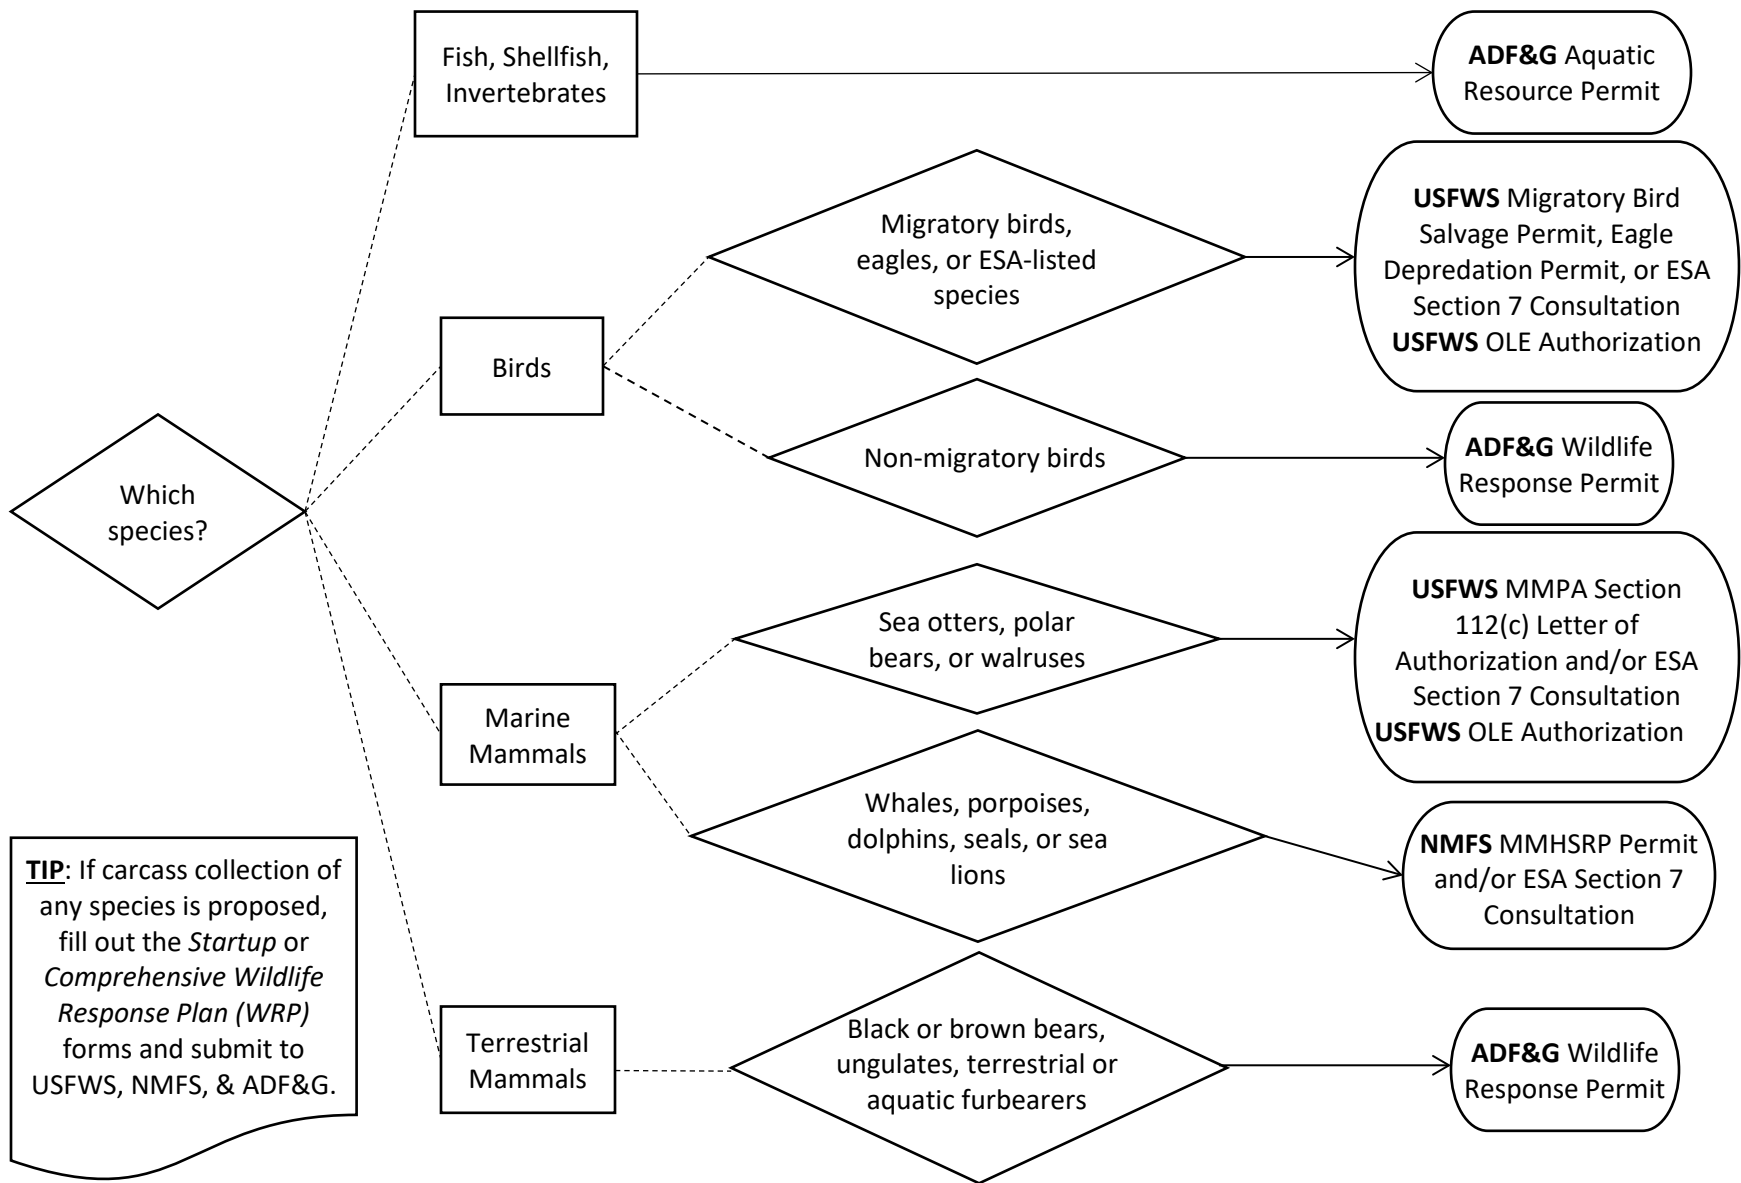 Which
species?
Fish, Shellfish,
Invertebrates
ADF&G Aquatic
Resource Permit
Birds
Migratory birds,
eagles, or ESA-listed
species
USFWS Migratory Bird
Salvage Permit, Eagle
Depredation Permit, or ESA
Section 7 Consultation
USFWS OLE Authorization
Non-migratory birds
ADF&G Wildlife
Response Permit
Marine
Mammals
Sea otters, polar
bears, or walruses
USFWS MMPA Section
112(c) Letter of
Authorization and/or ESA
Section 7 Consultation
USFWS OLE Authorization
Whales, porpoises,
dolphins, seals, or sea
lions
NMFS MMHSRP Permit
and/or ESA Section 7
Consultation
Terrestrial
Mammals
Black or brown bears,
ungulates, terrestrial or
aquatic furbearers
ADF&G Wildlife
Response Permit
TIP: If carcass collection of
any species is proposed,
fill out the Startup or
Comprehensive Wildlife
Response Plan (WRP)
forms and submit to
USFWS, NMFS, & ADF&G.